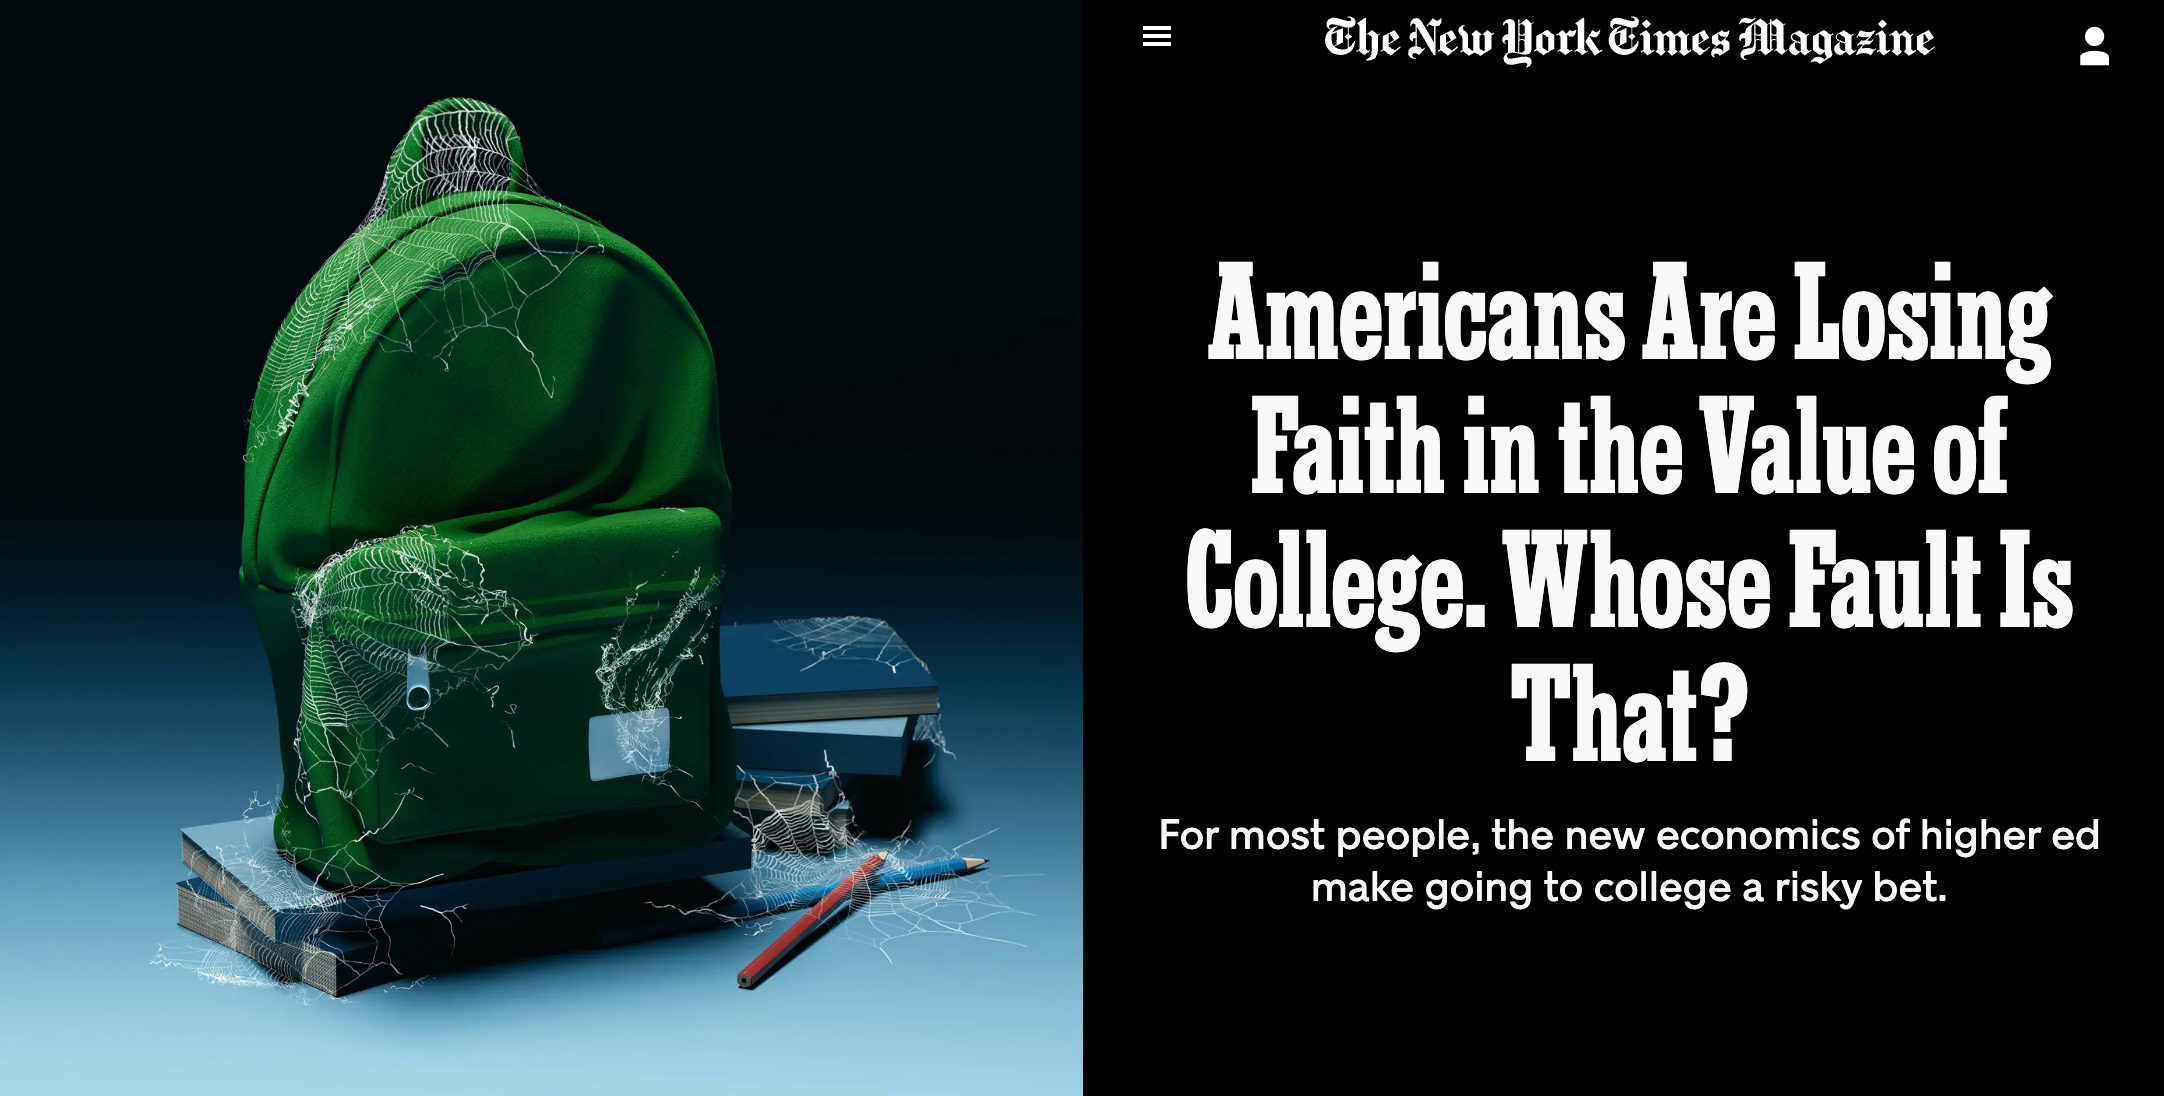 The New York Times Magazine
Americans Are Losing
Faith in the Value of
College. Whose Fault Is
That?
For most people, the new economics of higher ed
make going to college a risky bet.